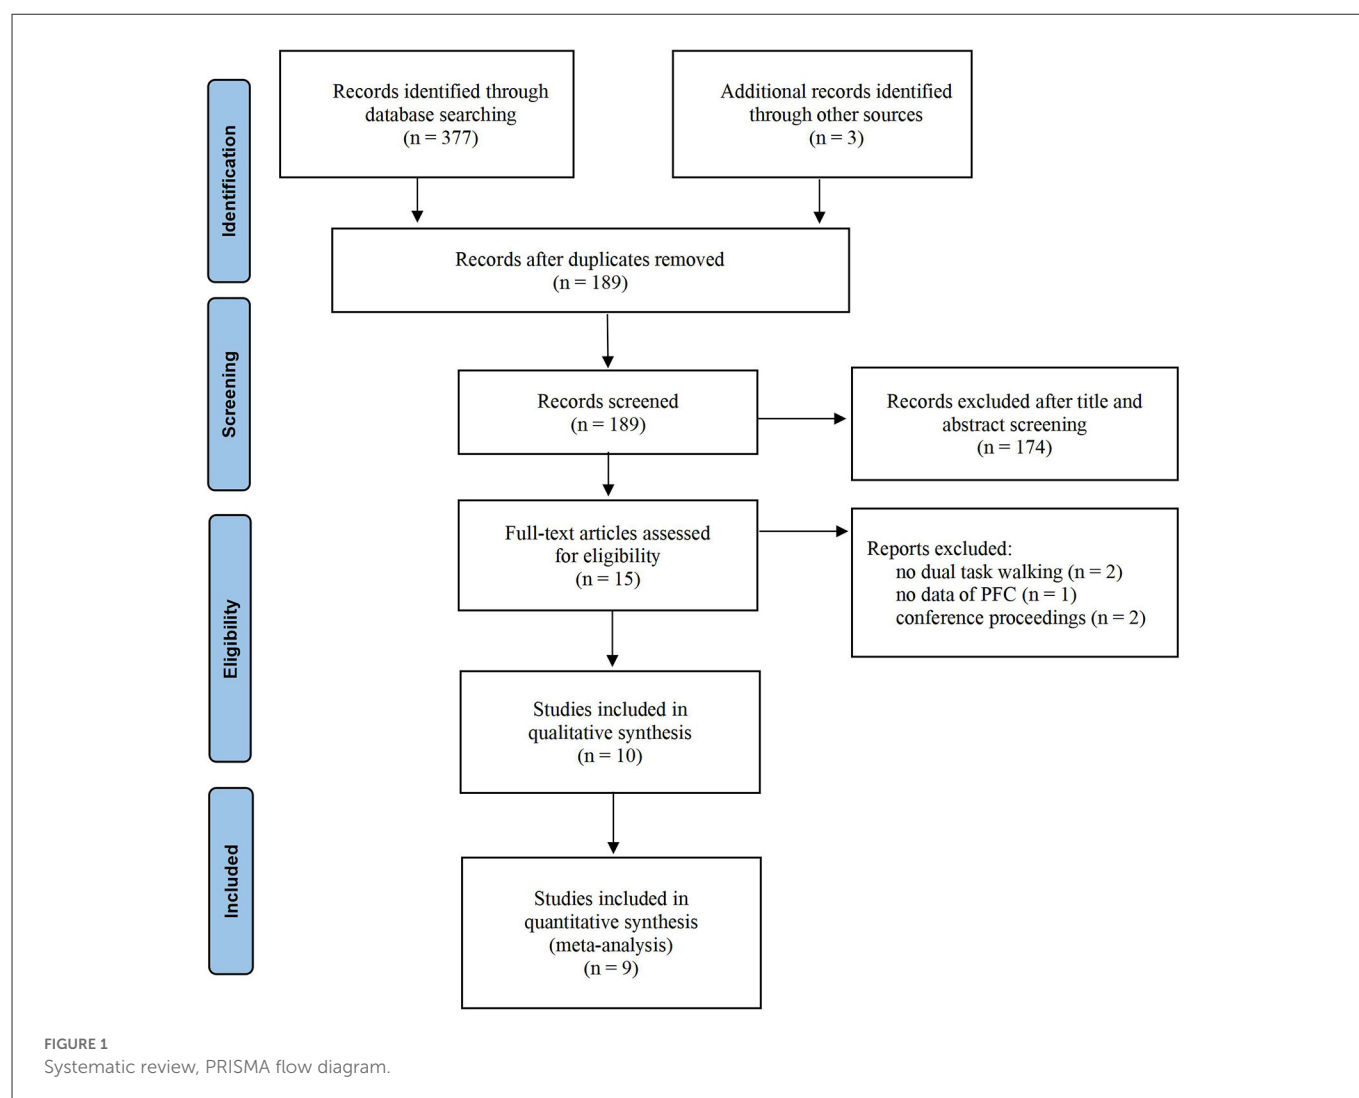 Identification
Records identified through
database searching
(n = 377)
Additional records identified
through other sources
(n = 3)
Records after duplicates removed
(n = 189)
Screening
Records screened
(n = 189)
Records excluded after title and
abstract screening
(n = 174)
Eligibility
Full-text articles assessed
for eligibility
(n = 15)
Reports excluded:
no dual task walking (n = 2)
no data of PFC (n = 1)
conference proceedings (n = 2)
Studies included in
qualitative synthesis
(n = 10)
Included
Studies included in
quantitative synthesis
(meta-analysis)
(n = 9)
FIGURE 1
Systematic review, PRISMA flow diagram.